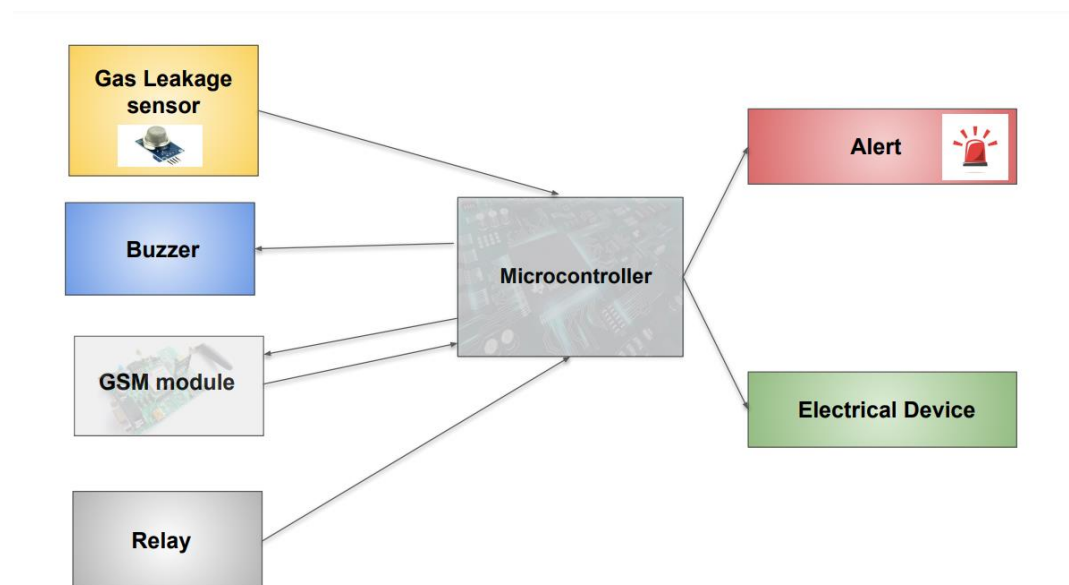 Gas Leakage
sensor
Buzzer
GSM module
Relay
Microcontroller
Alert
Electrical Device